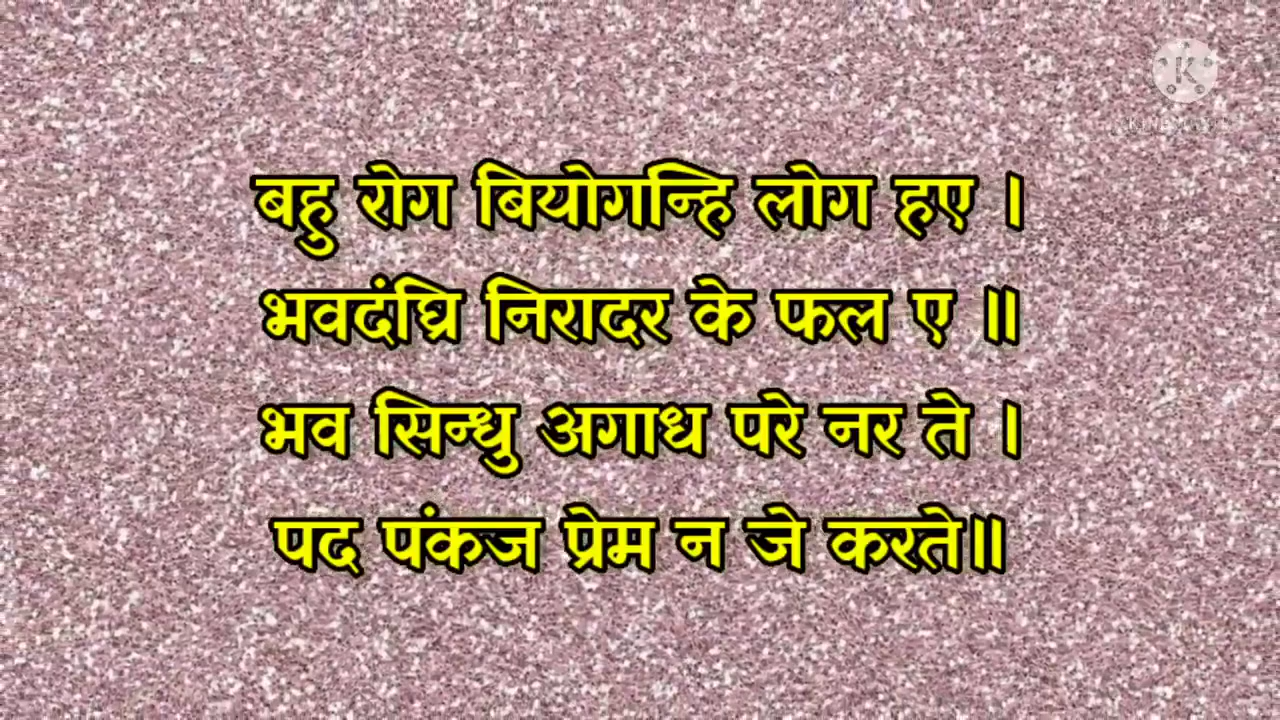 बहु रोग बियोगन्हि लोग हए ।
भवदंघ्रि निरादर के फल ए ॥
भव सिन्धु अगाध परे नर ते ।
पद पंकज प्रेम न जे करते॥